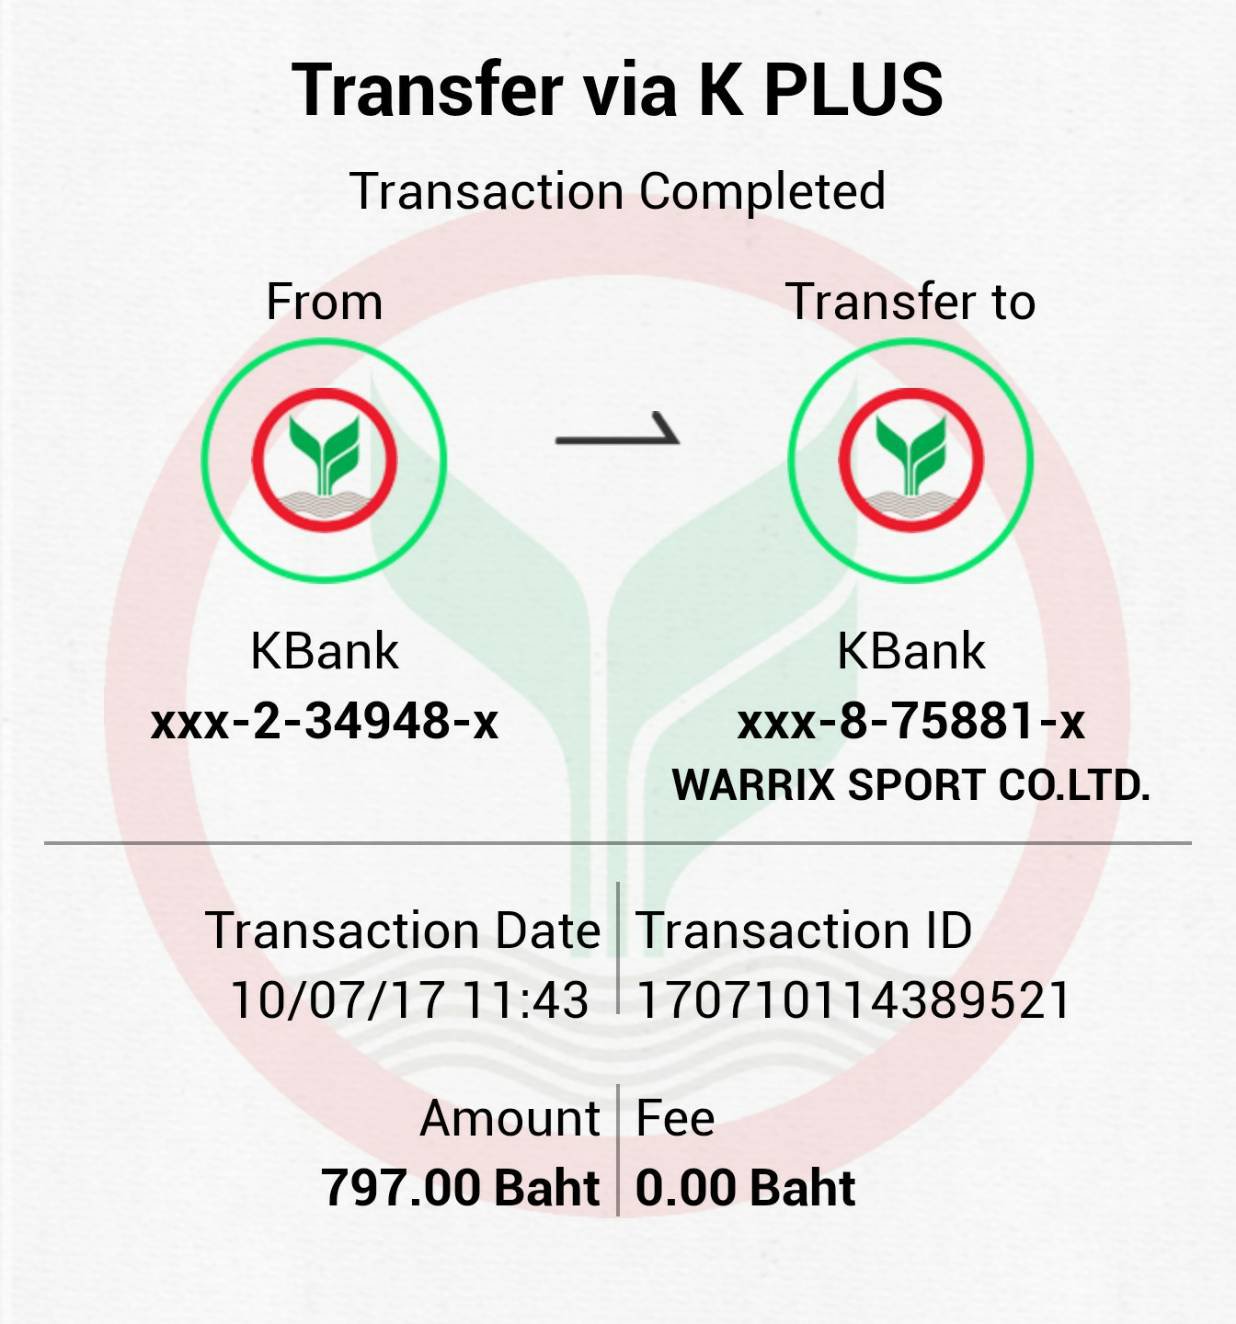 Transfer via K PLUS
Transaction Completed
From
Transfer to
KBank
xxx-2-34948-x
KBank
xxx-8-75881-x
WARRIX SPORT CO.LTD.
Transaction Date
10/07/17 11:43
Transaction ID
170710114389521
Amount
797.00 Baht
Fee
0.00 Baht